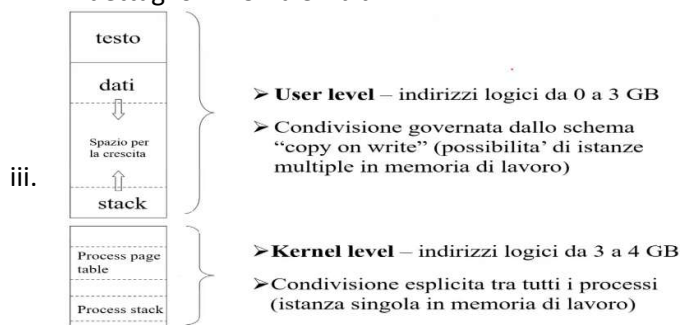 testo
dati
Spazio per
la crescita
stack
➢ User level – indirizzi logici da 0 a 3 GB
➢ Condivisione governata dallo schema
“copy on write” (possibilita’ di istanze
multiple in memoria di lavoro)
iii.
Process page
table
Process stack
➢Kernel level – indirizzi logici da 3 a 4 GB
➢Condivisione esplicita tra tutti i processi
(istanza singola in memoria di lavoro)